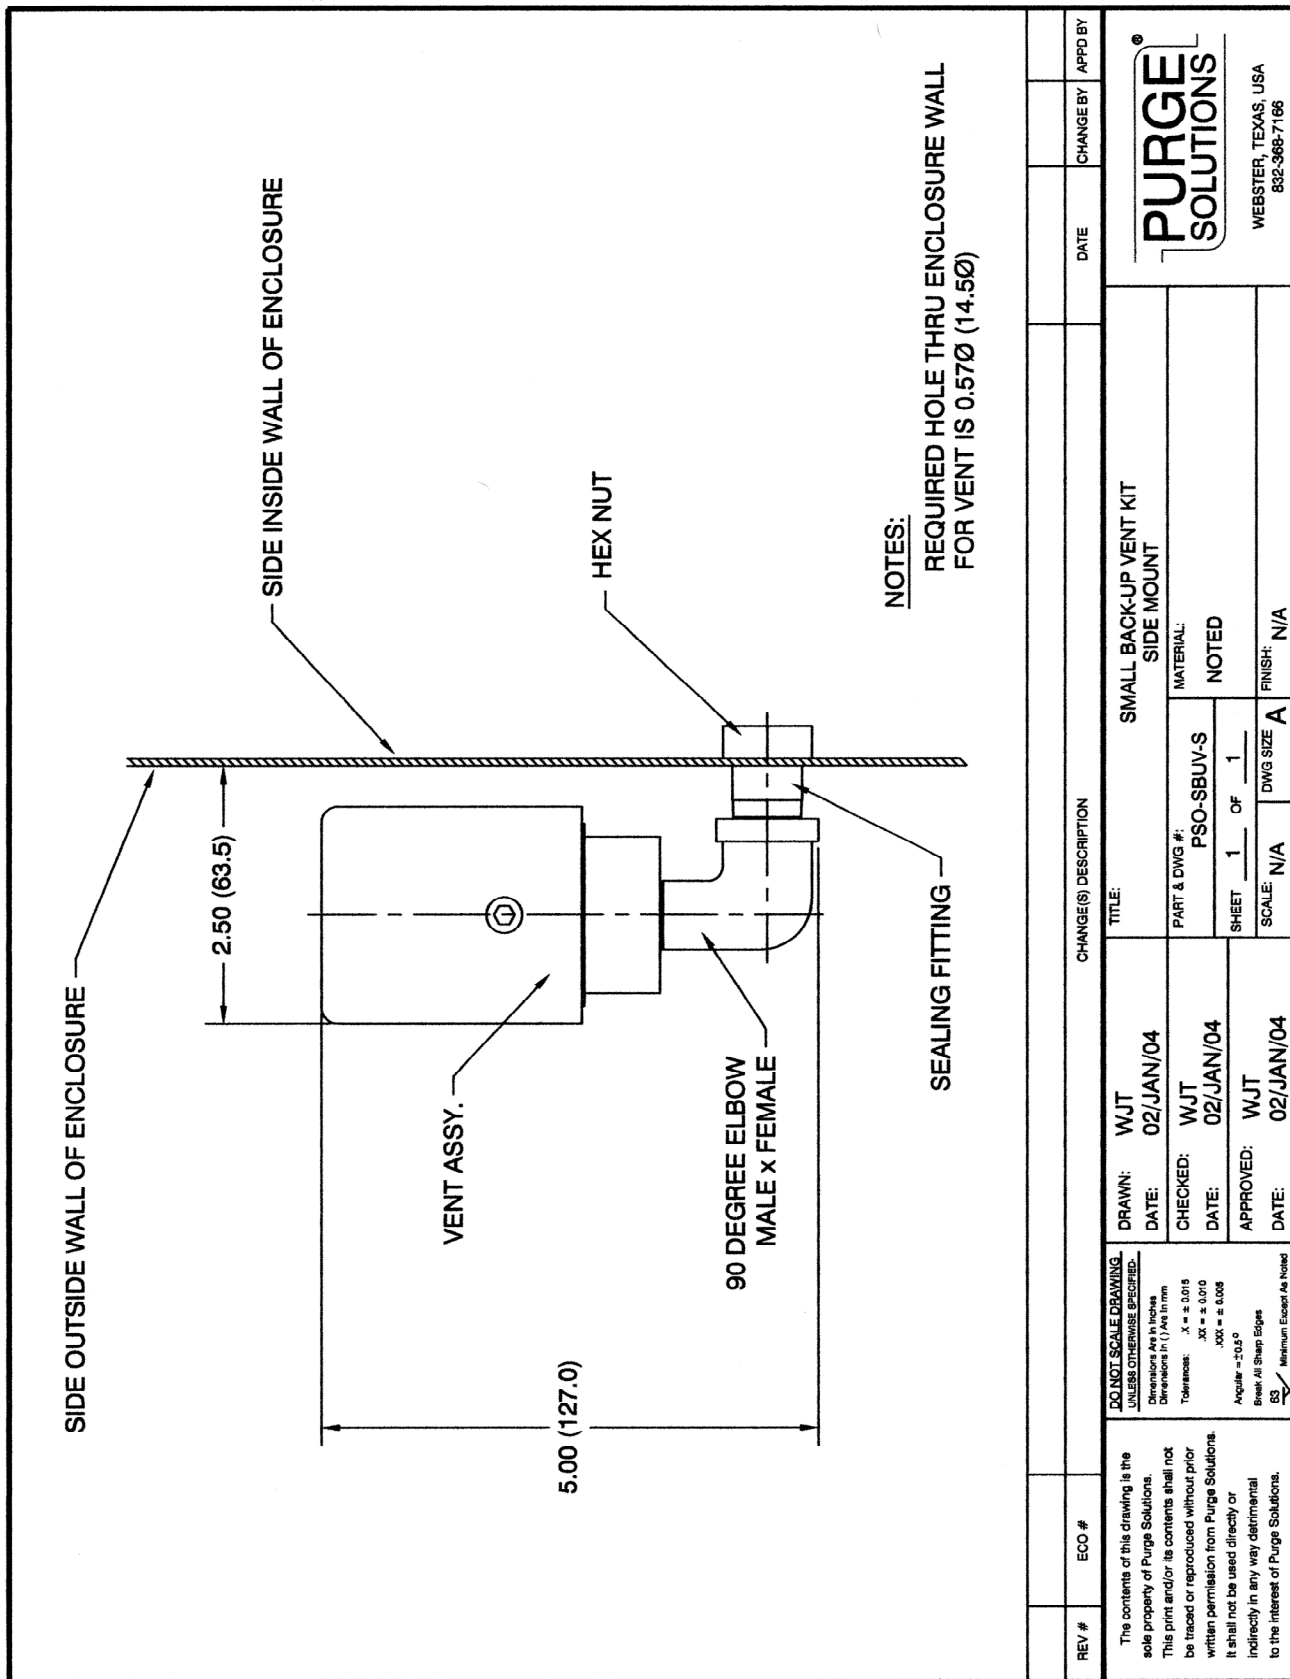 SIDE OUTSIDE WALL OF ENCLOSURE
2.50 (63.5)
SIDE INSIDE WALL OF ENCLOSURE
VENT ASSY.
5.00 (127.0)
HEX NUT
90 DEGREE ELBOW
MALE x FEMALE
SEALING FITTING
NOTES:
REQUIRED HOLE THRU ENCLOSURE WALL
FOR VENT IS 0.57Ø (14.5Ø)
REV #
ECO #
CHANGE(S) DESCRIPTION
DATE
CHANGE BY
APPD BY
The contents of this drawing is the
sole property of Purge Solutions.
This print and/or its contents shall not
be traced or reproduced without prior
written permission from Purge Solutions.
It shall not be used directly or
indirectly in any way detrimental
to the interest of Purge Solutions.
DO NOT SCALE DRAWING
UNLESS OTHERWISE SPECIFIED-
Dimensions Are In Inches
Dimensions In ( ) Are In mm
Tolerances: .X = ± 0.015
.XX = ± 0.010
.XXX = ± 0.005
Angular = ±0.5°
Break All Sharp Edges
63 Minimum Except As Noted
DRAWN: WJT
DATE: 02/JAN/04
CHECKED: WJT
DATE: 02/JAN/04
APPROVED: WJT
DATE: 02/JAN/04
TITLE:
SMALL BACK-UP VENT KIT
SIDE MOUNT
PART & DWG #:
PSO-SBUV-S
MATERIAL:
NOTED
SHEET 1 OF 1
SCALE: N/A
DWG SIZE A
FINISH: N/A
PURGE®
SOLUTIONS
WEBSTER, TEXAS, USA
832-368-7166